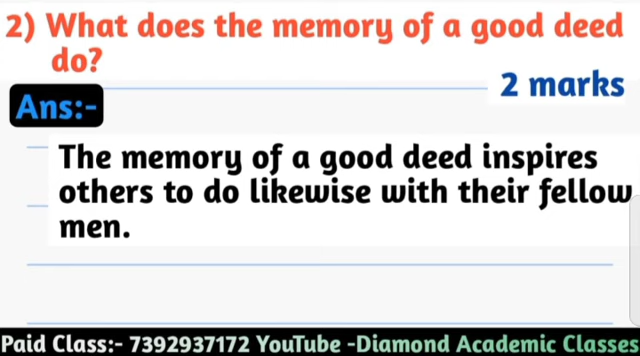 2) What does the memory of a good deed
do?
2 marks
Ans:-
The memory of a good deed inspires
others to do likewise with their fellow
men.
Paid Class:- 7392937172 YouTube -Diamond Academic Classes